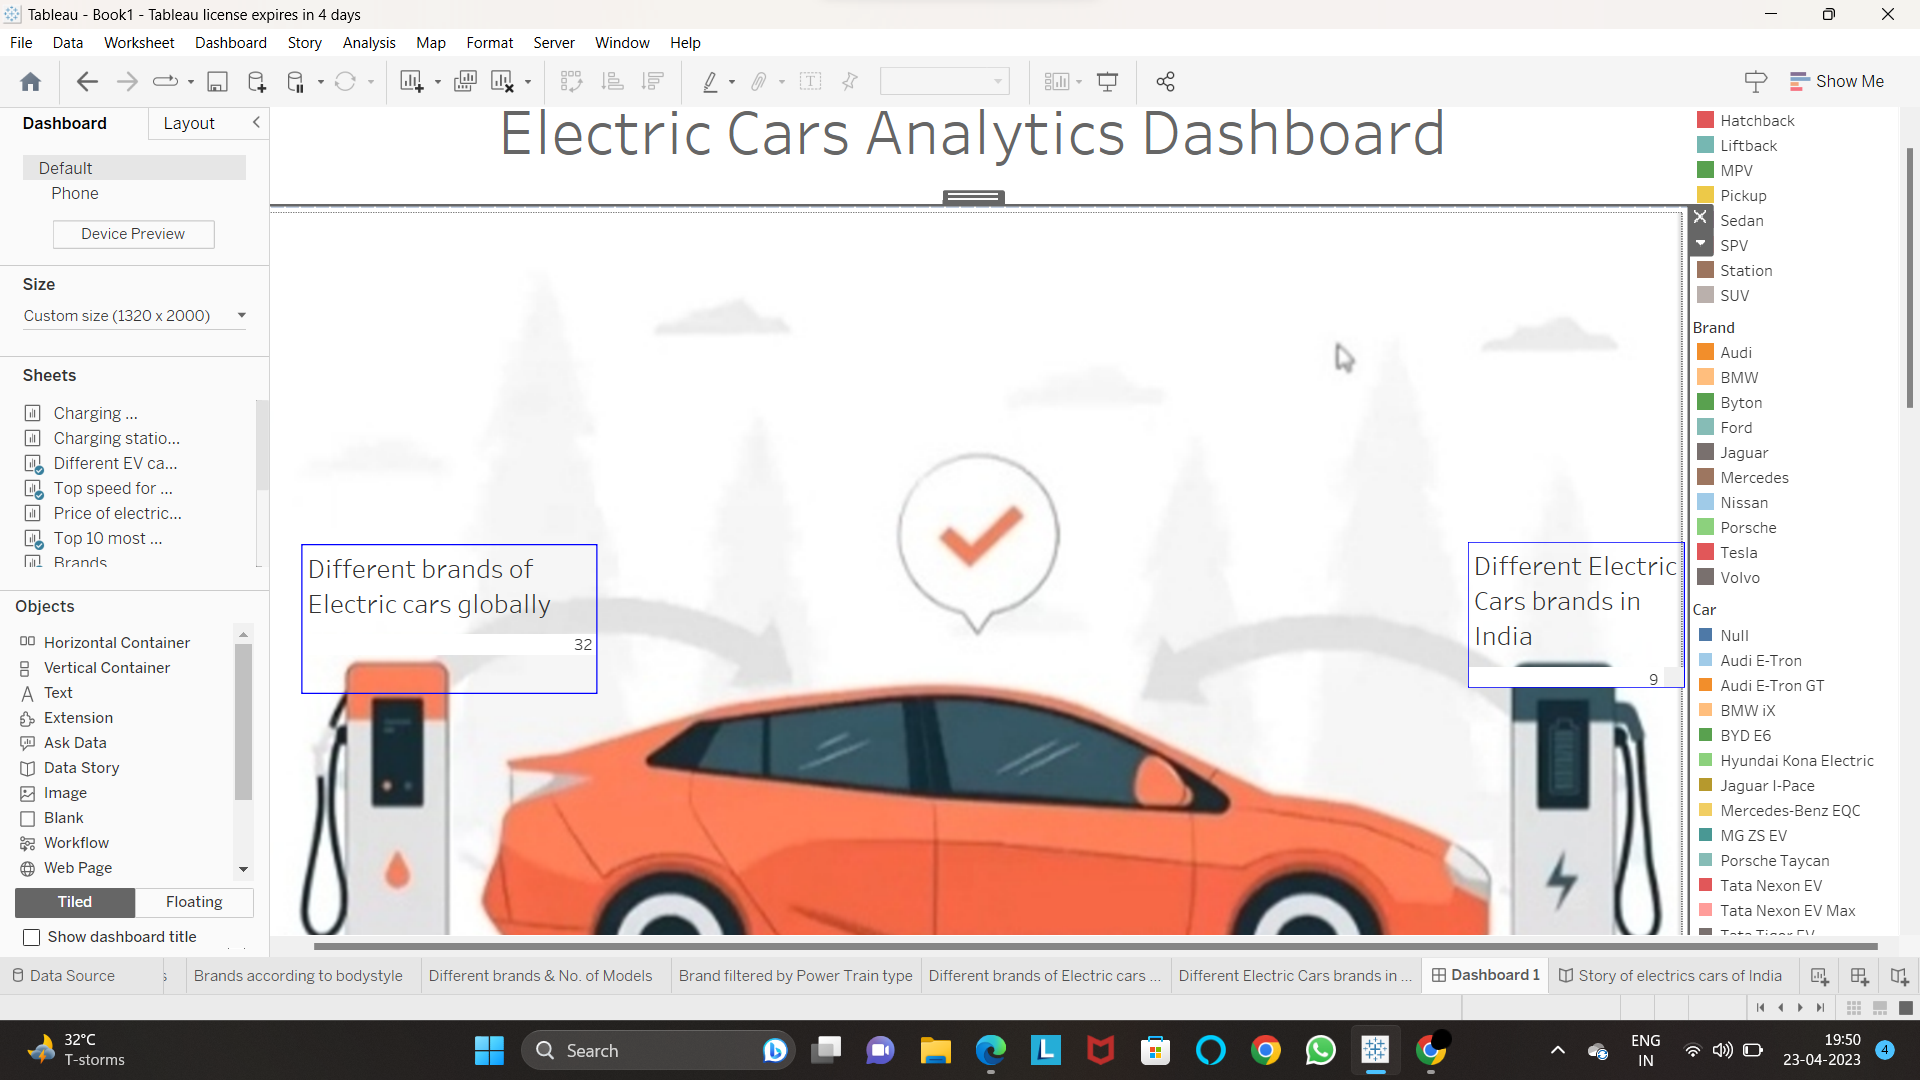 Tableau - Book1 - Tableau license expires in 4 days
File Data Worksheet Dashboard Story Analysis Map Format Server Window Help
Show Me
Dashboard Layout
Default
Phone
Device Preview
Size
Custom size (1320 x 2000)
Sheets
Charging ...
Charging statio...
Different EV ca...
Top speed for ...
Price of electric...
Top 10 most ...
Brands
Objects
Horizontal Container
Vertical Container
Text
Extension
Ask Data
Data Story
Image
Blank
Workflow
Web Page
Tiled Floating
Show dashboard title
Electric Cars Analytics Dashboard
Different brands of
Electric cars globally
32
Different Electric
Cars brands in
India
9
Hatchback
Liftback
MPV
Pickup
Sedan
SPV
Station
SUV
Brand
Audi
BMW
Byton
Ford
Jaguar
Mercedes
Nissan
Porsche
Tesla
Volvo
Car
Null
Audi E-Tron
Audi E-Tron GT
BMW iX
BYD E6
Hyundai Kona Electric
Jaguar I-Pace
Mercedes-Benz EQC
MG ZS EV
Porsche Taycan
Tata Nexon EV
Tata Nexon EV Max
Tata Tigor EV
Data Source s Brands according to bodystyle Different brands & No. of Models Brand filtered by Power Train type Different brands of Electric cars ... Different Electric Cars brands in ... Dashboard 1 Story of electrics cars of India
32°C
T-storms
Search
ENG
IN
19:50
23-04-2023
4